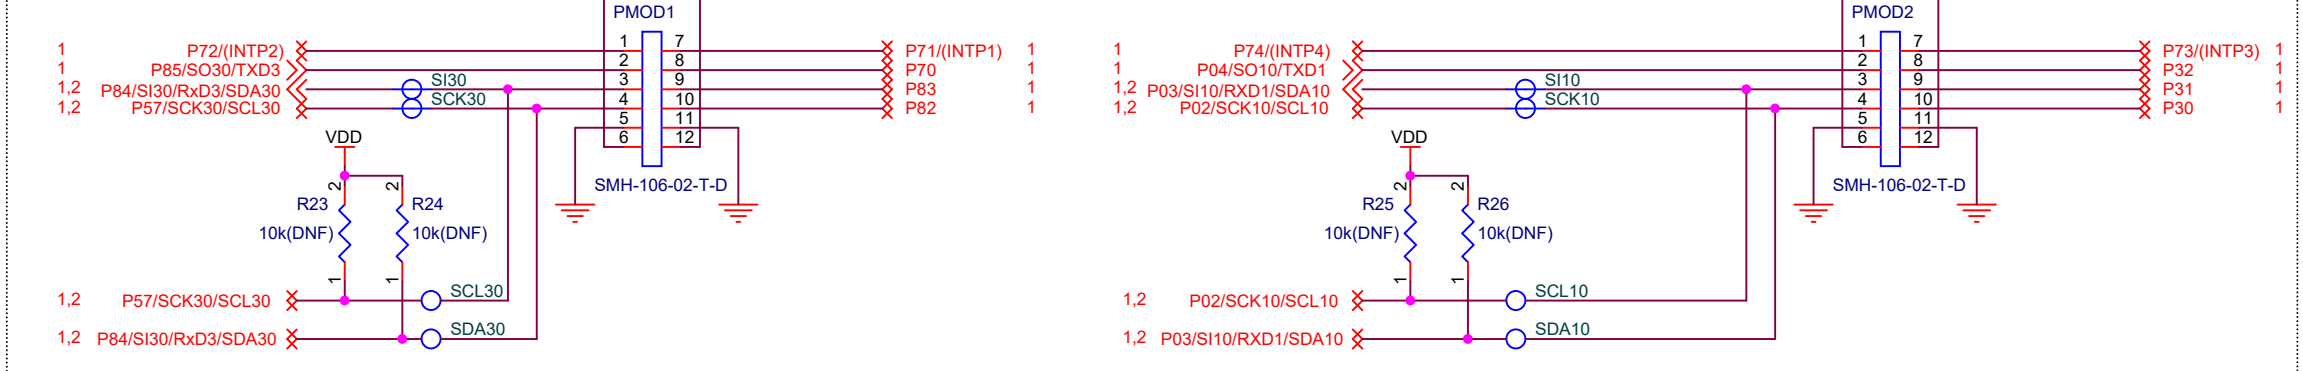 PMOD1 PMOD2
1 P72/(INTP2) 1 7 P71/(INTP1) 1 1 P74/(INTP4) 1 7 P73/(INTP3) 1
1 P85/SO30/TXD3 2 8 P70 1 1 P04/SO10/TXD1 2 8 P32 1
1,2 P84/SI30/RxD3/SDA30 SI30 3 9 P83 1 1,2 P03/SI10/RXD1/SDA10 SI10 3 9 P31 1
1,2 P57/SCK30/SCL30 SCK30 4 10 P82 1 1,2 P02/SCK10/SCL10 SCK10 4 10 P30 1
5 11 5 11
VDD 6 12 VDD 6 12
2 2 SMH-106-02-T-D 2 2 SMH-106-02-T-D
R23 R24 R25 R26
10k(DNF) 10k(DNF) 10k(DNF) 10k(DNF)
1 1 1 1
1,2 P57/SCK30/SCL30 SCL30 1,2 P02/SCK10/SCL10 SCL10
1,2 P84/SI30/RxD3/SDA30 SDA30 1,2 P03/SI10/RXD1/SDA10 SDA10